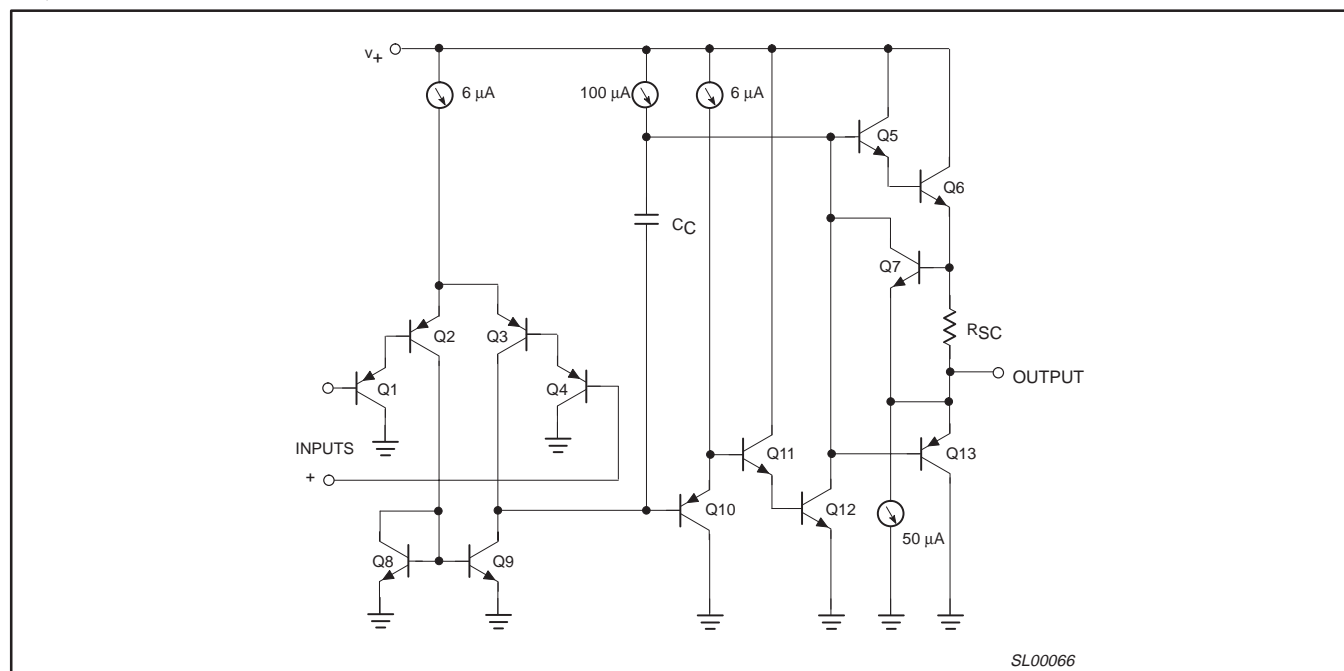 V+
6 µA
100 µA
6 µA
Q5
Q6
CC
Q7
Q2
Q3
RSC
Q1
Q4
OUTPUT
INPUTS
Q11
Q13
+
Q10
Q12
50 µA
Q8
Q9
SL00066